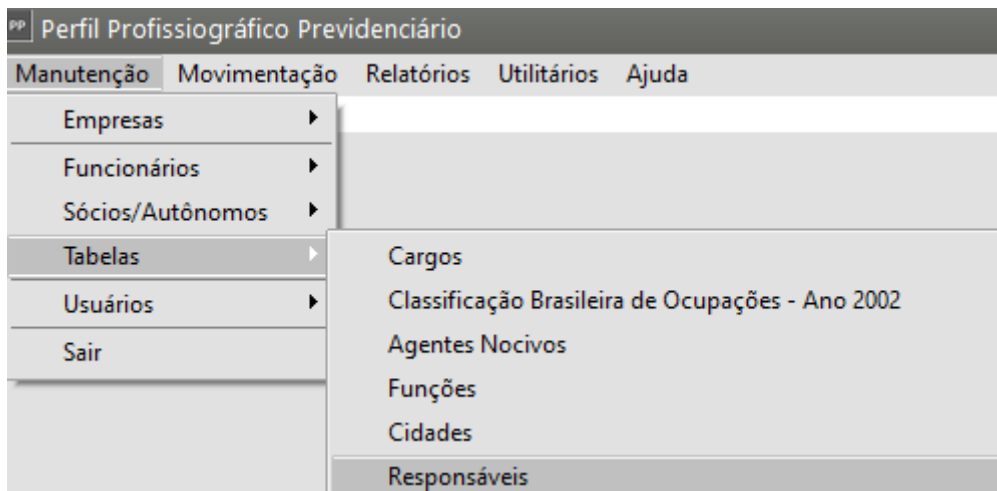 PP Perfil Profissiográfico Previdenciário
Manutenção Movimentação Relatórios Utilitários Ajuda
Empresas
Funcionários
Sócios/Autônomos
Tabelas
Usuários
Sair
Cargos
Classificação Brasileira de Ocupações - Ano 2002
Agentes Nocivos
Funções
Cidades
Responsáveis